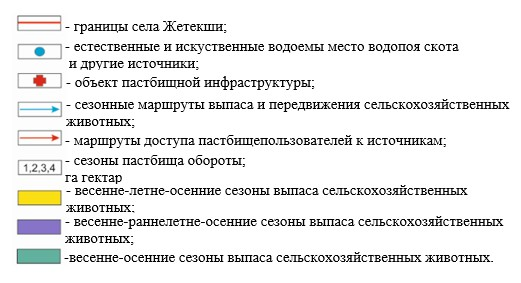 - границы села Жетекши;
- естественные и искуственные водоемы место водопоя скота
и другие источники;
- объект пастбищной инфраструктуры;
- сезонные маршруты выпаса и передвижения сельскохозяйственных
животных;
- маршруты доступа пастбищепользователей к источникам;
1,2,3,4 - сезоны пастбища обороты;
га гектар
- весенне-летне-осенние сезоны выпаса сельскохозяйственных
животных;
- весенне-раннелетне-осенние сезоны выпаса сельскохозяйственных
животных;
-весенне-осенние сезоны выпаса сельскохозяйственных животных.